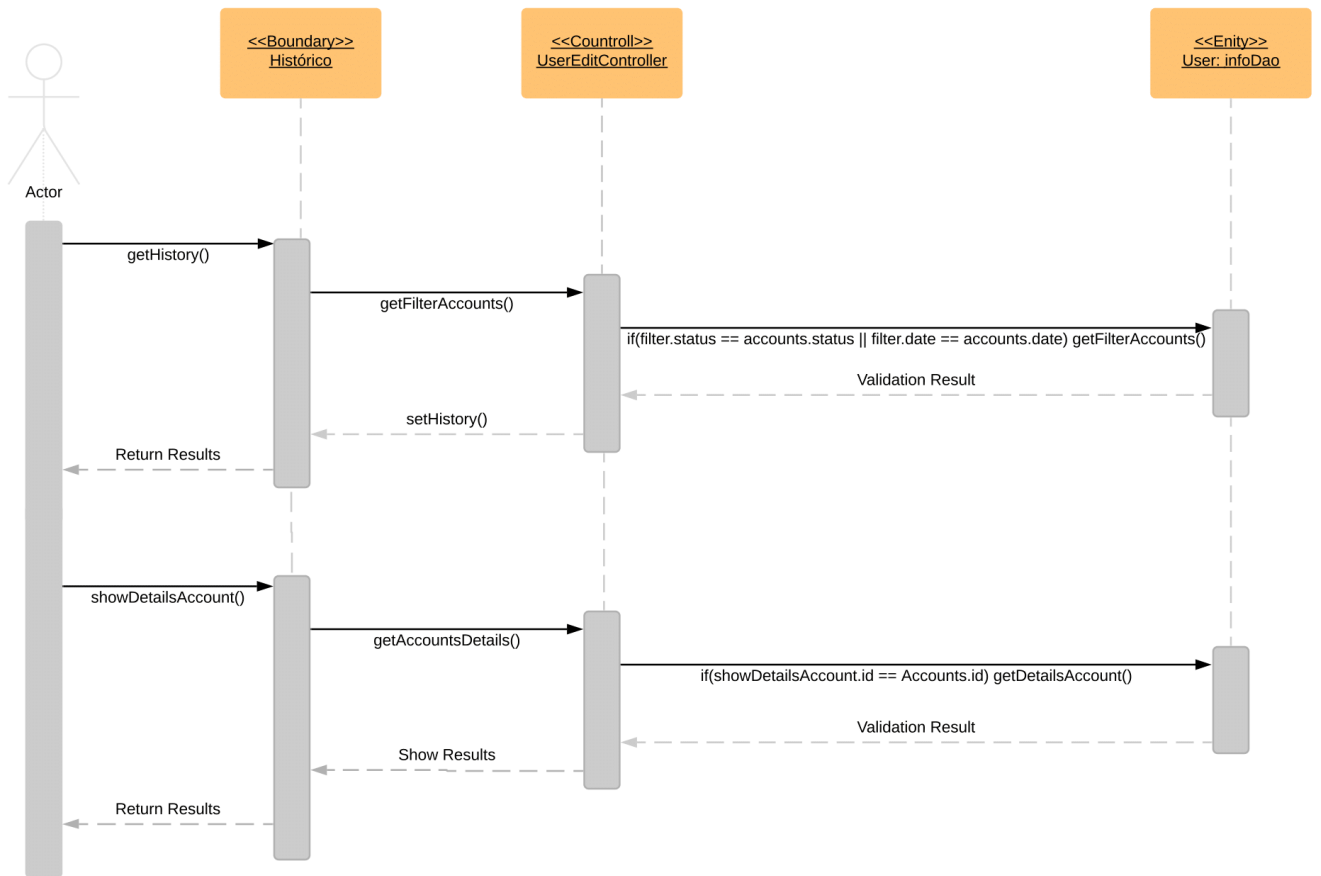 <<Boundary>>
Histórico
<<Countroll>>
UserEditController
<<Enity>>
User: infoDao
Actor
getHistory()
getFilterAccounts()
if(filter.status == accounts.status || filter.date == accounts.date) getFilterAccounts()
Validation Result
setHistory()
Return Results
showDetailsAccount()
getAccountsDetails()
if(showDetailsAccount.id == Accounts.id) getDetailsAccount()
Validation Result
Show Results
Return Results